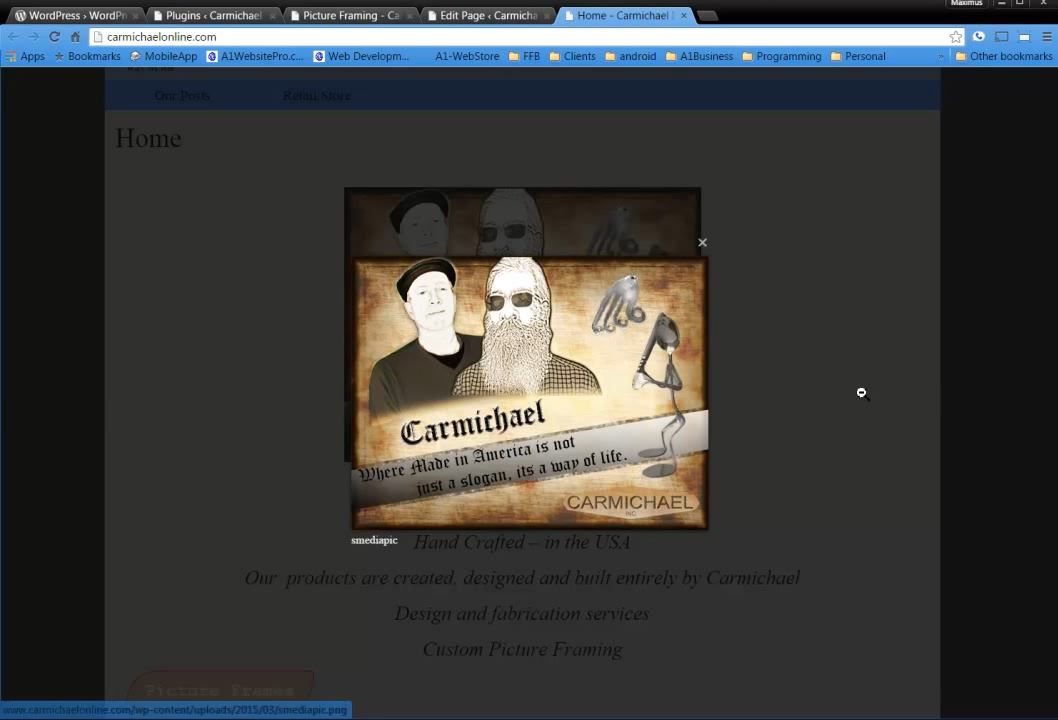 Maximus
WordPress › WordPr
Plugins ‹ Carmichael
Picture Framing - Ca
Edit Page ‹ Carmicha
Home - Carmichael
carmichaelonline.com
Apps
Bookmarks
MobileApp
A1WebsitePro.c...
Web Developm...
A1-WebStore
FFB
Clients
android
A1Business
Programming
Personal
»
Other bookmarks
Our Posts
Retail Store
Home
Carmichael
Where Made in America is not
just a slogan, its a way of life.
CARMICHAEL
INC
smediapic
Hand Crafted – in the USA
Our products are created, designed and built entirely by Carmichael
Design and fabrication services
Custom Picture Framing
Picture Frames
www.carmichaelonline.com/wp-content/uploads/2015/03/smediapic.png